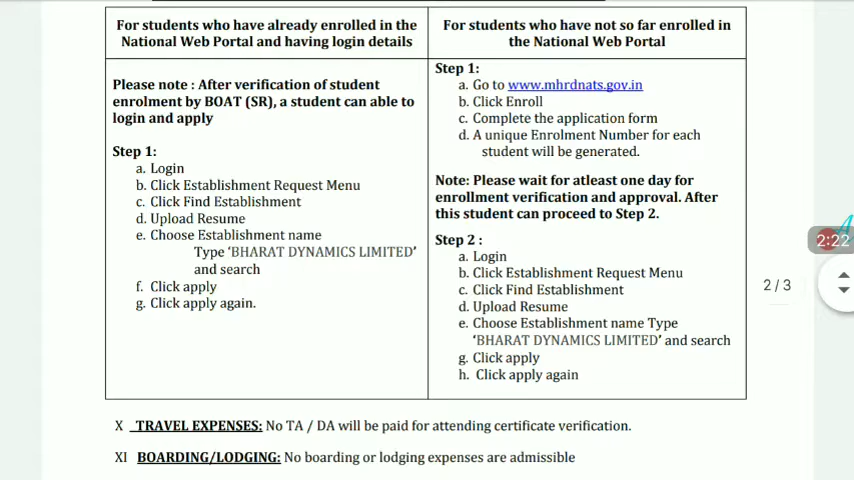 For students who have already enrolled in the
National Web Portal and having login details
Please note : After verification of student
enrolment by BOAT (SR), a student can able to
login and apply
Step 1:
a. Login
b. Click Establishment Request Menu
c. Click Find Establishment
d. Upload Resume
e. Choose Establishment name
Type ‘BHARAT DYNAMICS LIMITED’
and search
f. Click apply
g. Click apply again.
For students who have not so far enrolled in
the National Web Portal
Step 1:
a. Go to www.mhrdnats.gov.in
b. Click Enroll
c. Complete the application form
d. A unique Enrolment Number for each
student will be generated.
Note: Please wait for atleast one day for
enrollment verification and approval. After
this student can proceed to Step 2.
Step 2 :
a. Login
b. Click Establishment Request Menu
c. Click Find Establishment
d. Upload Resume
e. Choose Establishment name Type
‘BHARAT DYNAMICS LIMITED’ and search
g. Click apply
h. Click apply again
2:22
2 / 3
X TRAVEL EXPENSES: No TA / DA will be paid for attending certificate verification.
XI BOARDING/LODGING: No boarding or lodging expenses are admissible